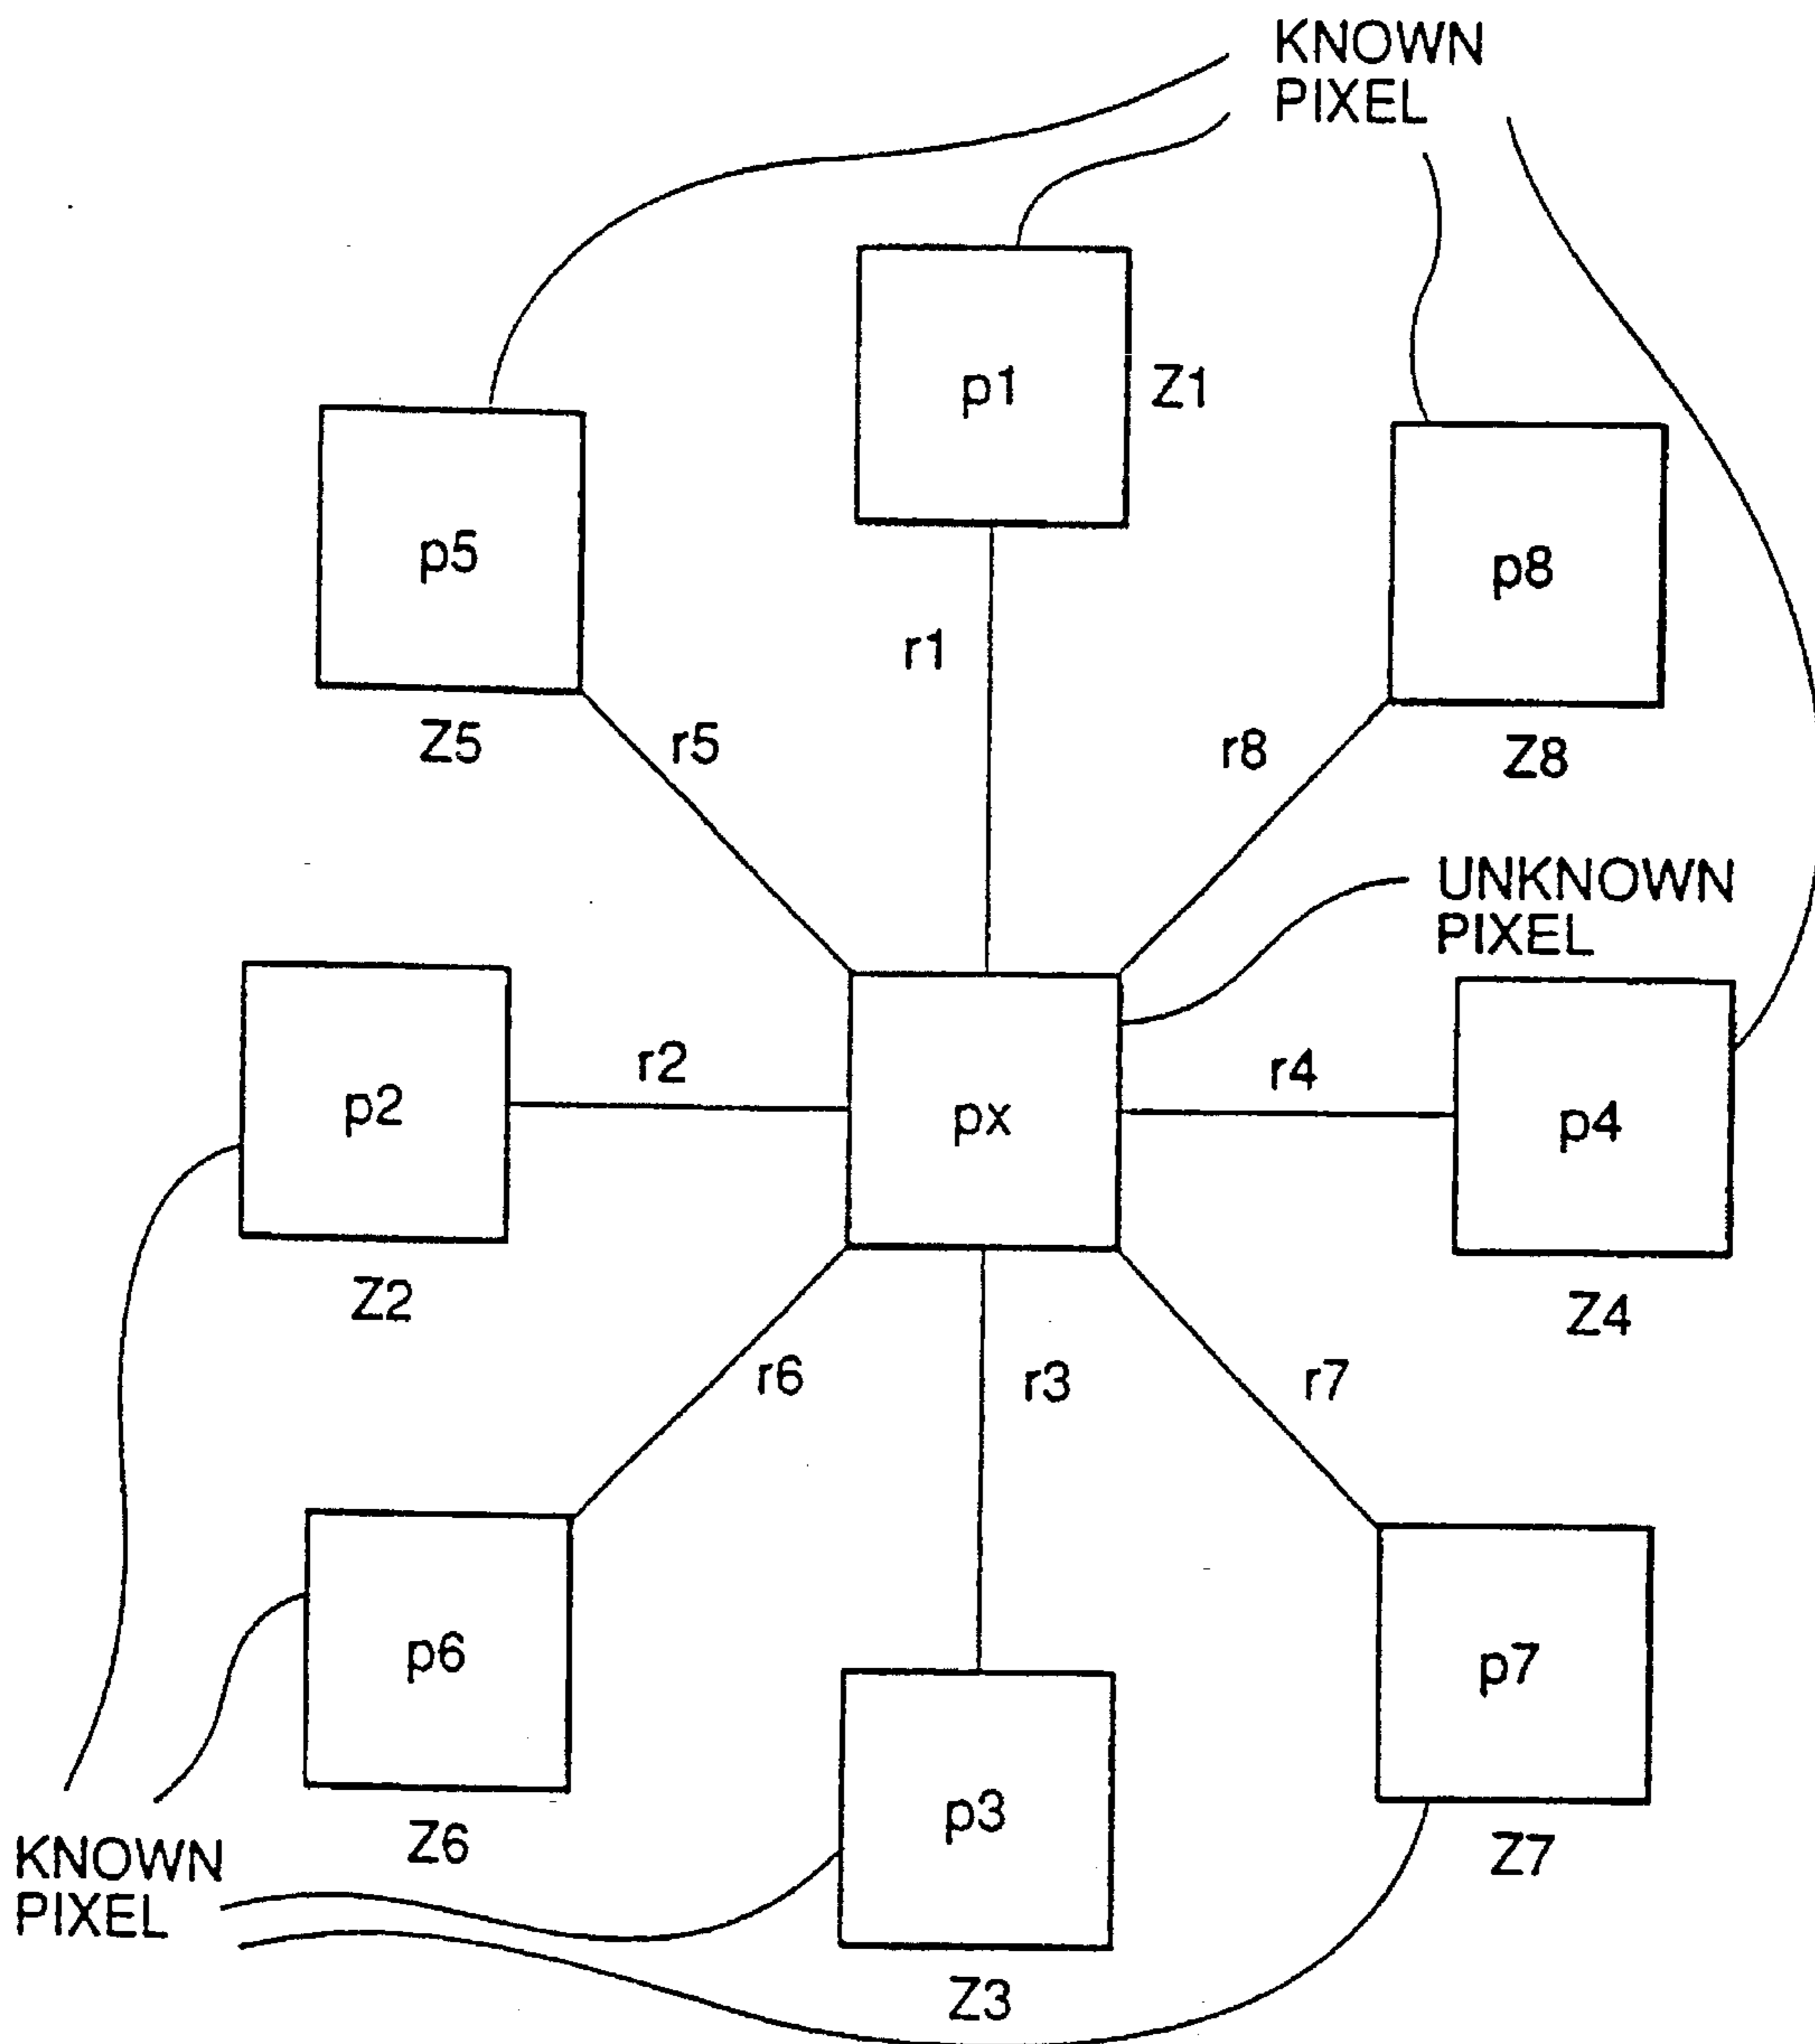 KNOWN
PIXEL
p1
Z1
p5
p8
r1
Z5
r5
r8
Z8
UNKNOWN
PIXEL
p2
r2
px
r4
p4
Z2
Z4
r6
r3
r7
p6
p7
p3
Z6
Z7
KNOWN
PIXEL
Z3